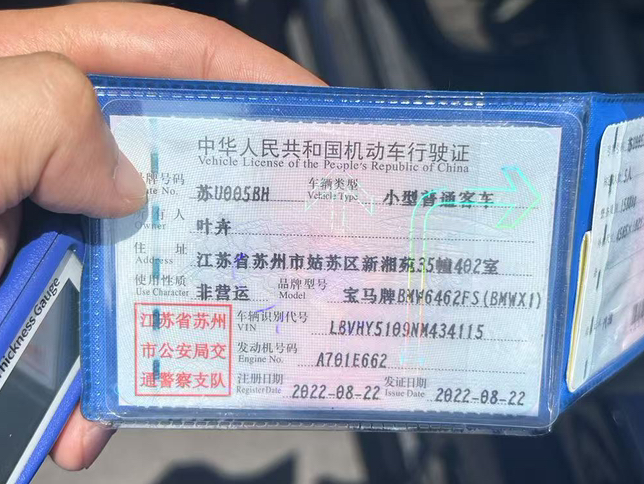 中华人民共和国机动车行驶证
Vehicle License of the People's Republic of China
牌号码 苏U005BH 车辆类型 小型普通客车
Plate No. Vehicle Type
有人 叶卉
Owner
住 址 江苏省苏州市姑苏区新湘苑35幢402室
Address
使用性质 非营运 品牌型号 宝马牌BMW6462FS(BMWX1)
Use Character Model
江苏省苏州
市公安局交
通警察支队
车辆识别代号 LBVHY5109NM434115
VIN
发动机号码 A701E662
Engine No.
注册日期 2022-08-22 发证日期 2022-08-22
Register Date Issue Date
hickness Gauge